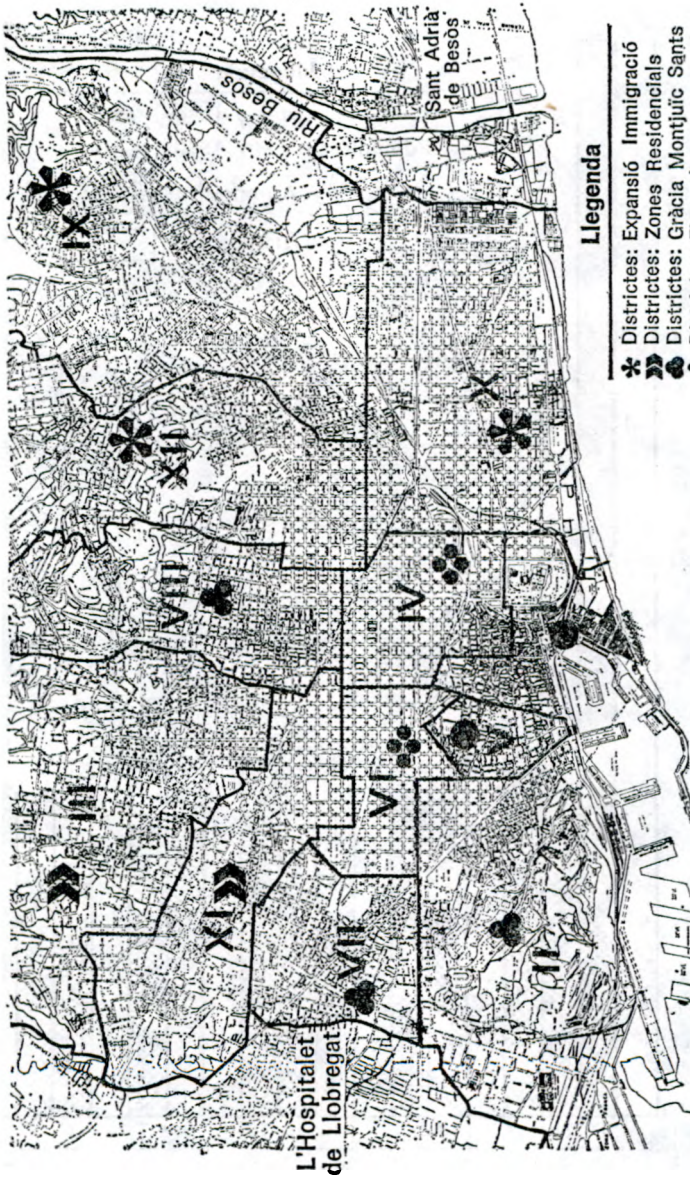 Sant Adrià
de Besòs
Riu Besòs
IX
XII
X
VIII
IV
III
VI
XI
VII
II
L'Hospitalet
de Llobregat
Llegenda
Districtes: Expansió Immigració
Districtes: Zones Residencials
Districtes: Gràcia Montjuïc Sants